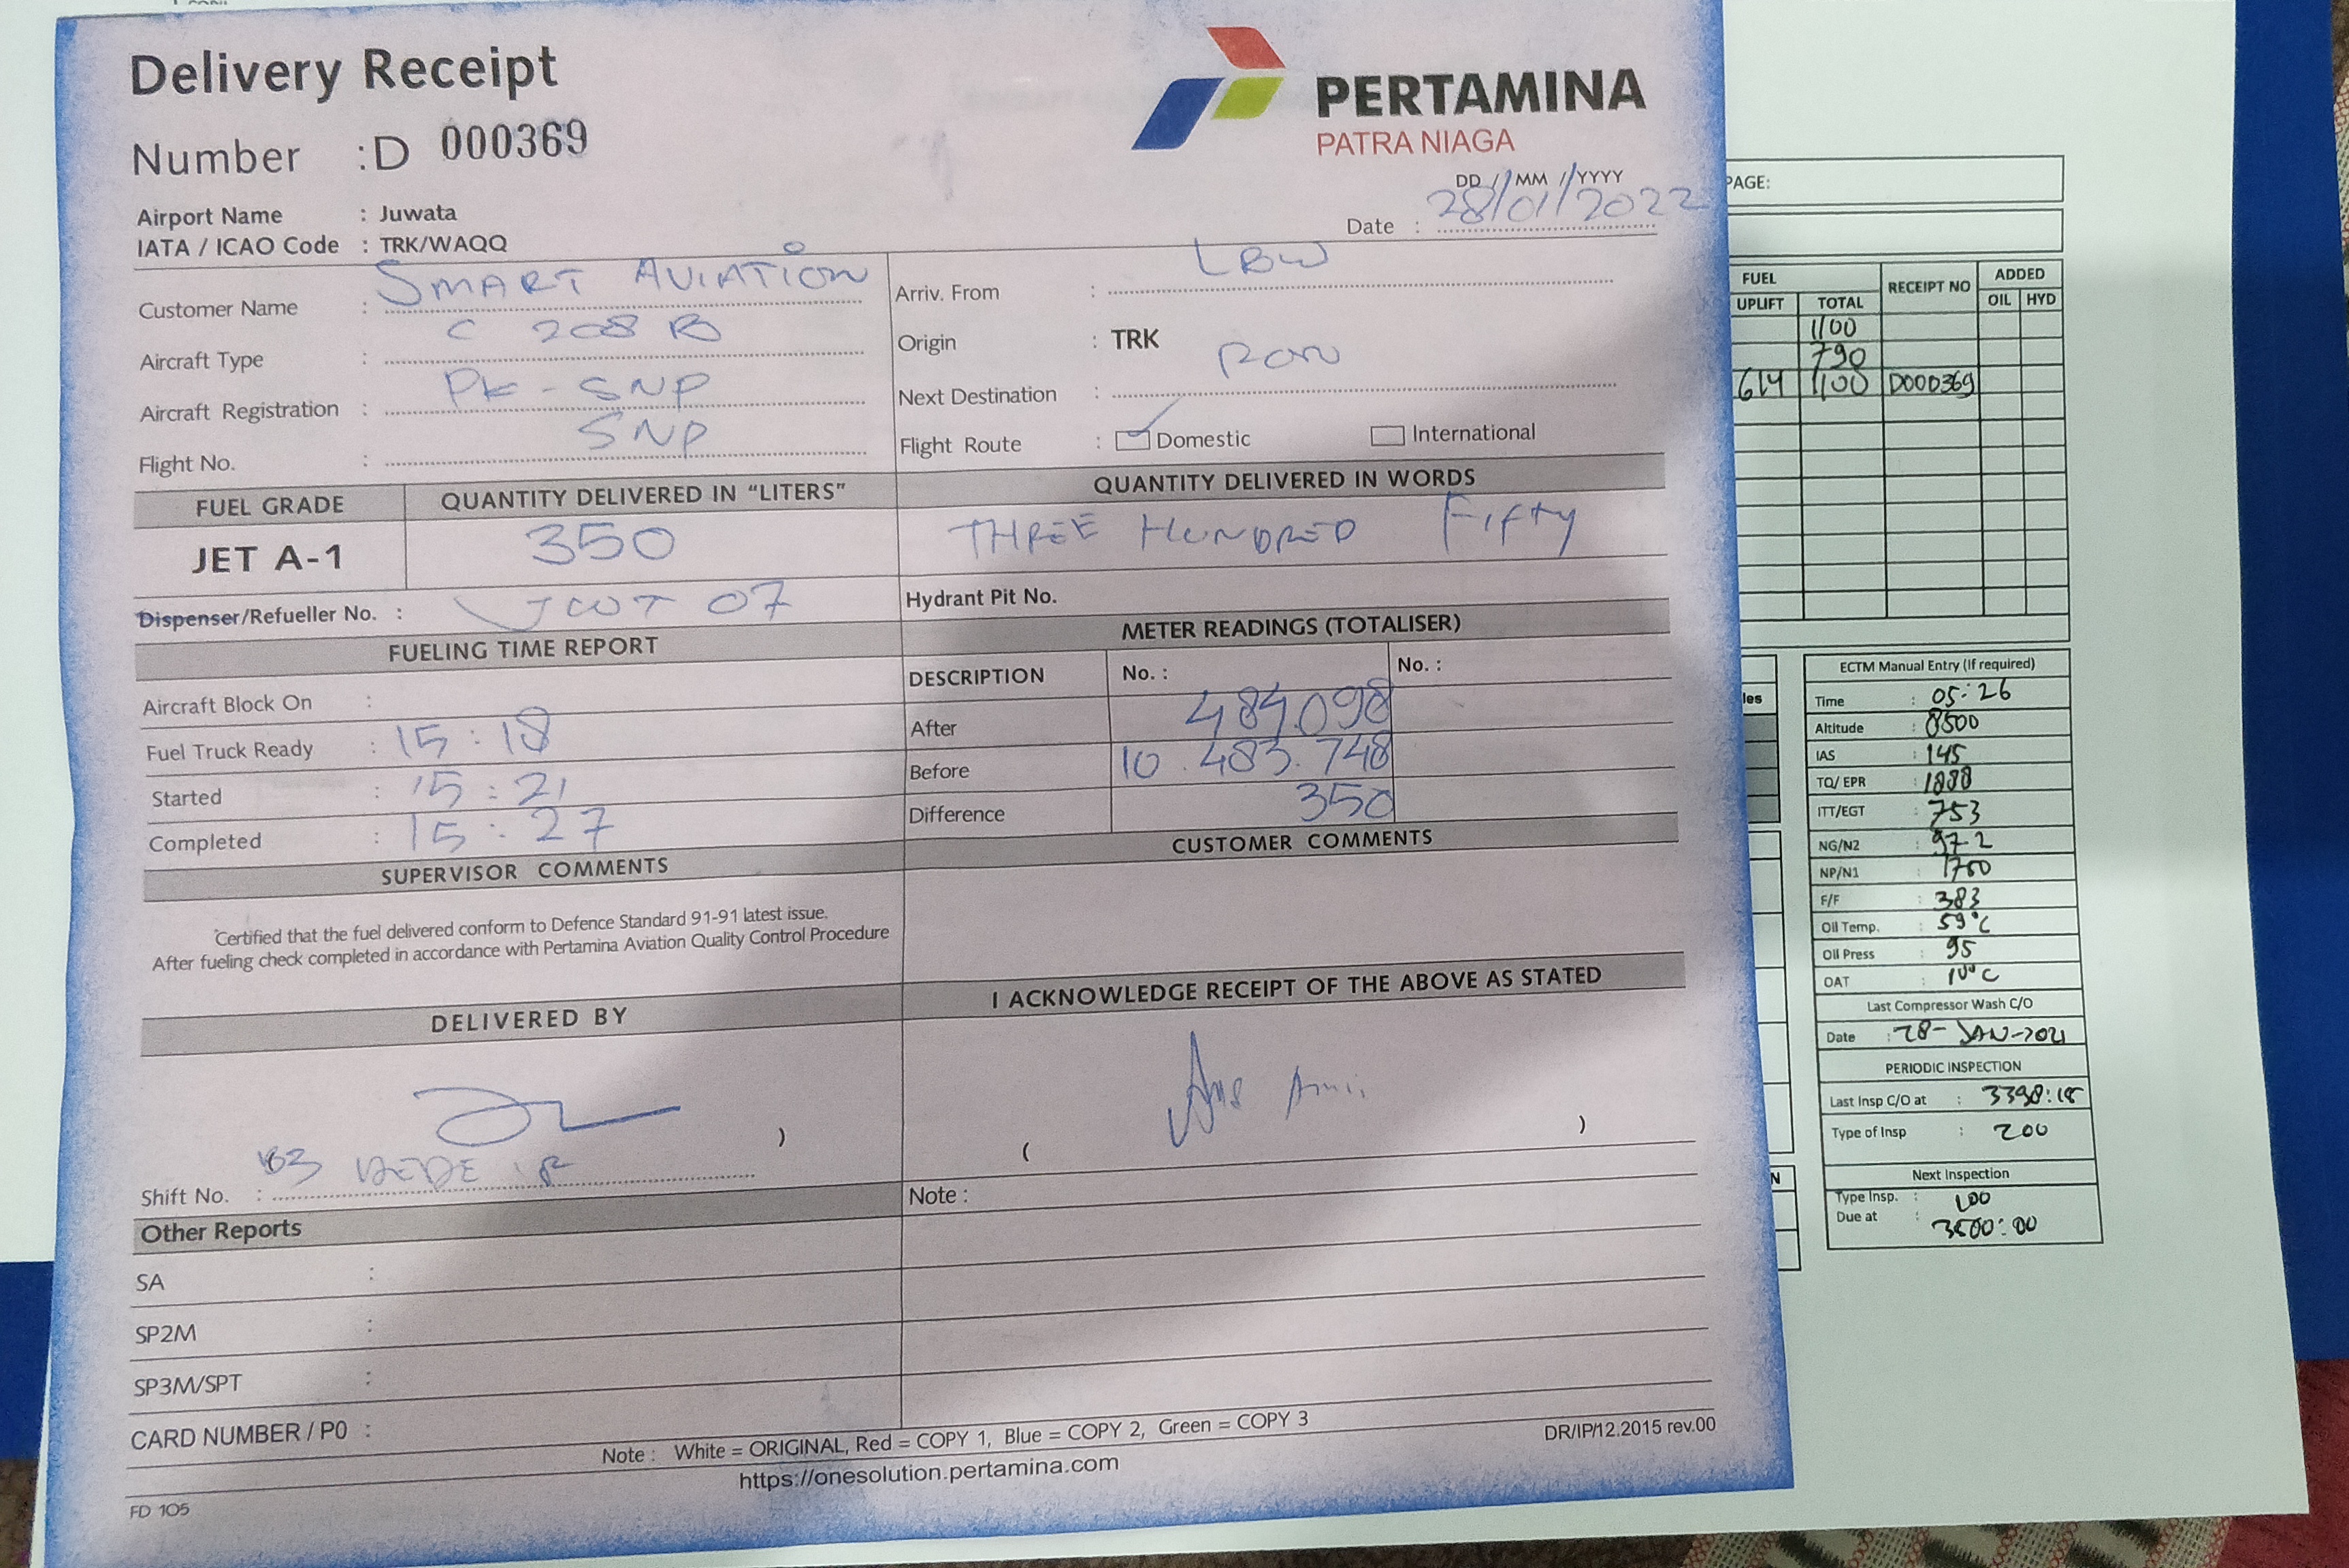 Delivery Receipt
Number : D 000369
PERTAMINA
PATRA NIAGA
DD / MM / YYYY
Date : 28/01/2022
Airport Name : Juwata
IATA / ICAO Code : TRK/WAQQ
Customer Name : SMART AVIATION
Aircraft Type : C 208 B
Aircraft Registration : PK - SNP
Flight No. : SNP
Arriv. From : LBW
Origin : TRK
Next Destination : RON
Flight Route : Domestic International
FUEL GRADE QUANTITY DELIVERED IN "LITERS" QUANTITY DELIVERED IN WORDS
JET A-1 350 THREE HUNDRED Fifty
Dispenser/Refueller No. : JWT 07 Hydrant Pit No.
FUELING TIME REPORT
Aircraft Block On :
Fuel Truck Ready : 15 : 18
Started : 15 : 21
Completed : 15 : 27
METER READINGS (TOTALISER)
DESCRIPTION No. : No. :
After 484.098
Before 10.483.748
Difference 350
SUPERVISOR COMMENTS
Certified that the fuel delivered conform to Defence Standard 91-91 latest issue.
After fueling check completed in accordance with Pertamina Aviation Quality Control Procedure
CUSTOMER COMMENTS
DELIVERED BY
)
Shift No. : DEDE
I ACKNOWLEDGE RECEIPT OF THE ABOVE AS STATED
( )
Note :
Other Reports
SA :
SP2M :
SP3M/SPT :
CARD NUMBER / P0 :
Note : White = ORIGINAL, Red = COPY 1, Blue = COPY 2, Green = COPY 3
DR/IP/12.2015 rev.00
https://onesolution.pertamina.com
FD 105
PAGE:
FUEL RECEIPT NO ADDED
UPLIFT TOTAL OIL HYD
1100
790
614 1100 D000369
ECTM Manual Entry (If required)
Time : 05:26
Altitude : 8500
IAS : 145
TQ/ EPR : 1888
ITT/EGT : 753
NG/N2 : 97.2
NP/N1 : 1750
F/F : 383
Oil Temp. : 59°C
Oil Press : 95
OAT : 10°C
Last Compressor Wash C/O
Date : 28-JAN-2021
PERIODIC INSPECTION
Last Insp C/O at : 3398:18
Type of Insp : 200
Next Inspection
Type Insp. : 100
Due at : 3500:00